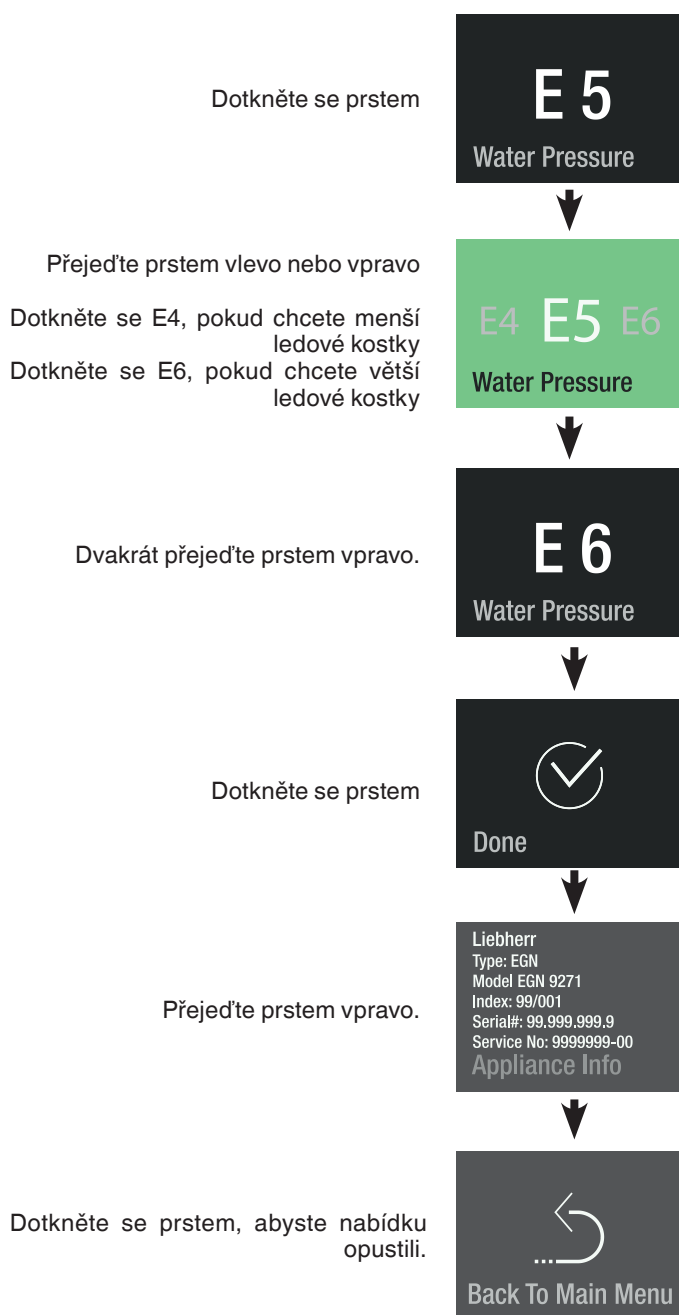 Dotkněte se prstem
E 5
Water Pressure
Přejeďte prstem vlevo nebo vpravo
Dotkněte se E4, pokud chcete menší
ledové kostky
Dotkněte se E6, pokud chcete větší
ledové kostky
E4 E5 E6
Water Pressure
Dvakrát přejeďte prstem vpravo.
E 6
Water Pressure
Dotkněte se prstem
Done
Přejeďte prstem vpravo.
Liebherr
Type: EGN
Model EGN 9271
Index: 99/001
Serial#: 99.999.999.9
Service No: 9999999-00
Appliance Info
Dotkněte se prstem, abyste nabídku
opustili.
Back To Main Menu